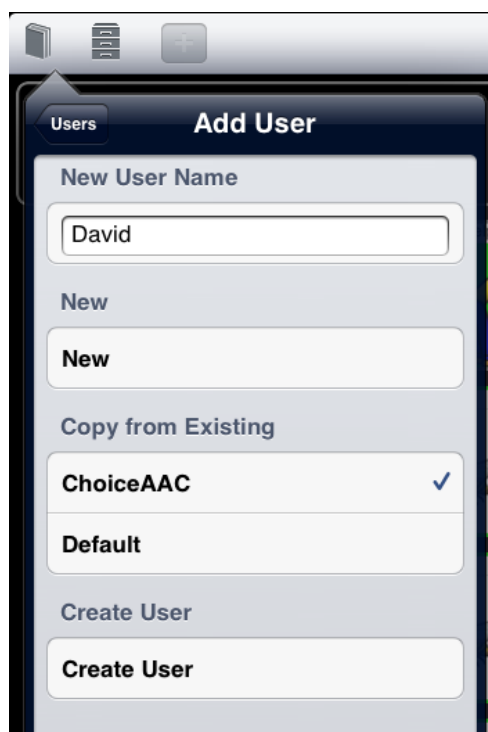 Users
Add User
New User Name
David
New
New
Copy from Existing
ChoiceAAC
Default
Create User
Create User